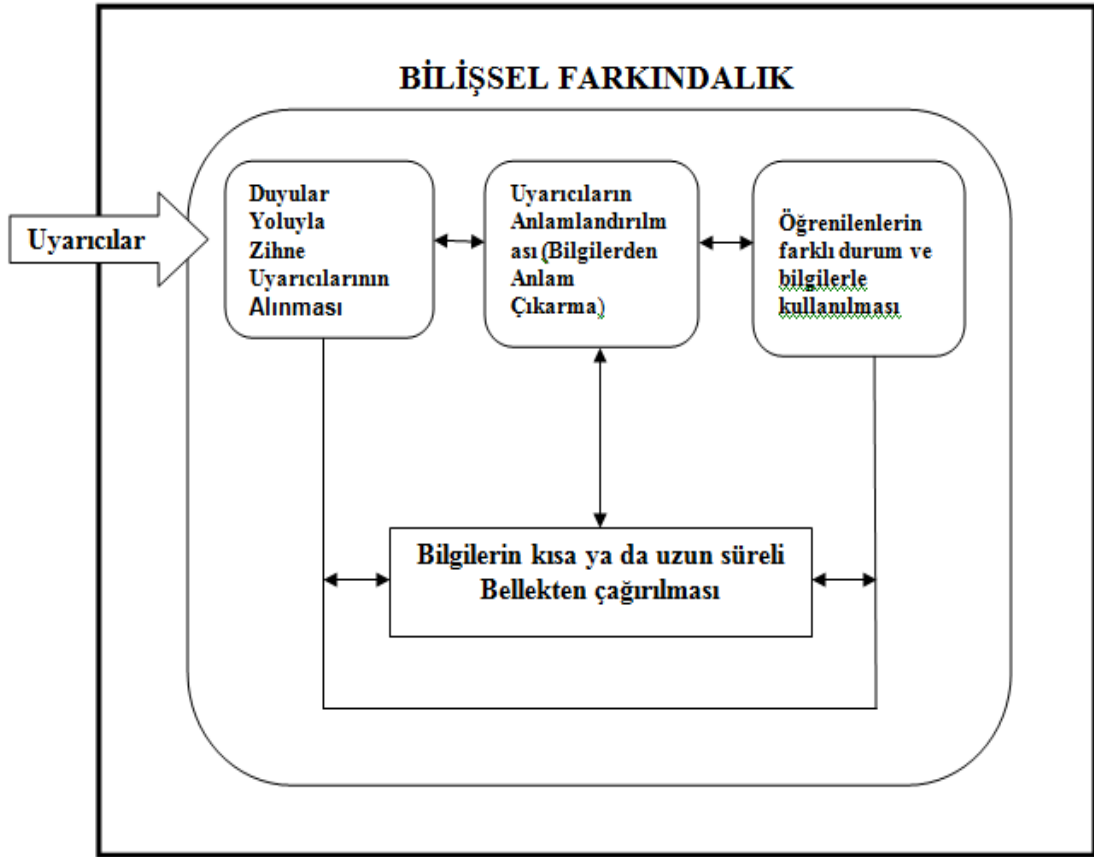 BİLİŞSEL FARKINDALIK
Uyarıcılar
Duyular
Yoluyla
Zihne
Uyarıcılarının
Alınması
Uyarıcıların
Anlamlandırılm
ası (Bilgilerden
Anlam
Çıkarma)
Öğrenilenlerin
farklı durum ve
bilgilerle
kullanılması
Bilgilerin kısa ya da uzun süreli
Bellekten çağırılması